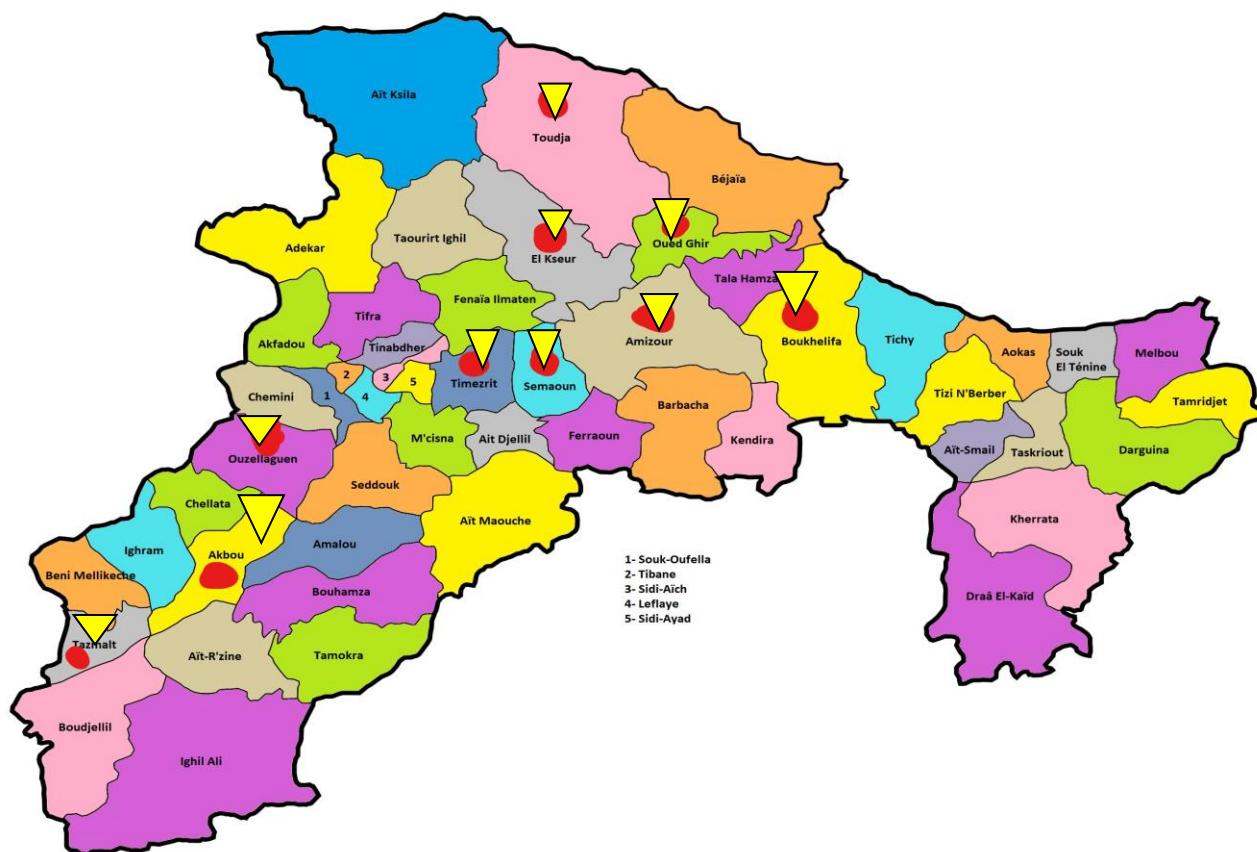 Aït Ksila
Toudja
Béjaïa
Adekar
Taourirt Ighil
El Kseur
Oued Ghir
Tala Hamza
Fenaïa Ilmaten
Tifra
Akfadou
Tinabdher
Amizour
Boukhelifa
Tichy
Aokas
Souk
El Ténine
Melbou
Tizi N'Berber
Tamridjet
Chemini
1
2
3
4
5
Timezrit
Semaoun
Barbacha
Kendira
M'cisna
Ait Djellil
Ferraoun
Aït-Smail
Taskriout
Darguina
Ouzellaguen
Seddouk
Chellata
Aït Maouche
Kherrata
Ighram
Akbou
Amalou
Beni Mellikeche
Bouhamza
Draâ El-Kaïd
Tazmalt
Aït-R'zine
Tamokra
Boudjellil
Ighil Ali
1- Souk-Oufella
2- Tibane
3- Sidi-Aïch
4- Leflaye
5- Sidi-Ayad